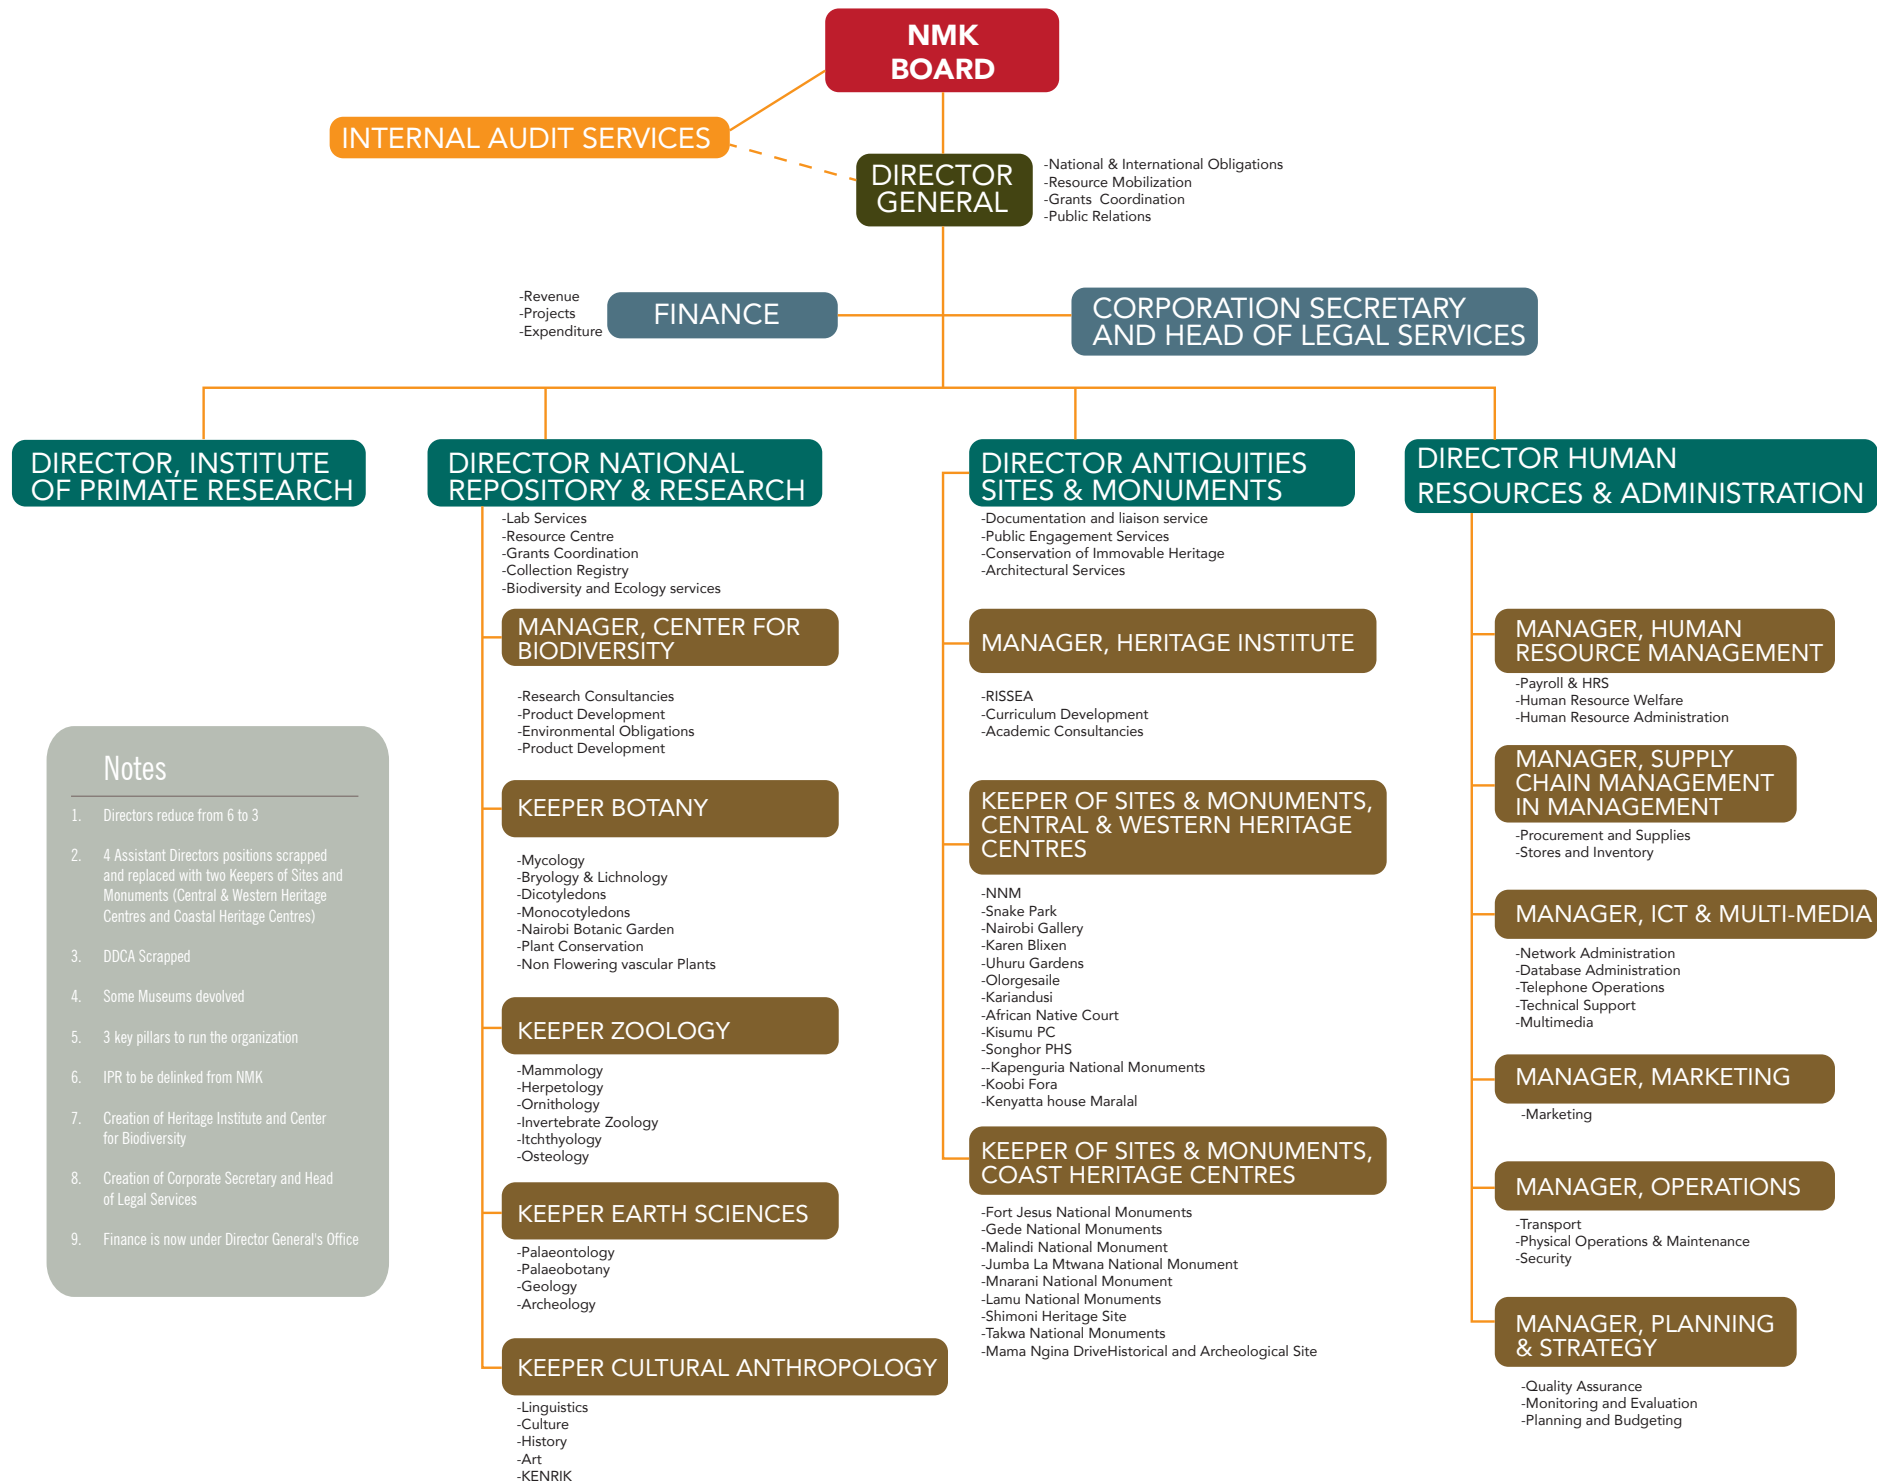 NMK
BOARD
INTERNAL AUDIT SERVICES
DIRECTOR
GENERAL
-National & International Obligations
-Resource Mobilization
-Grants  Coordination
-Public Relations
-Revenue
-Projects
-Expenditure
FINANCE
CORPORATION SECRETARY
AND HEAD OF LEGAL SERVICES
DIRECTOR, INSTITUTE
OF PRIMATE RESEARCH
DIRECTOR NATIONAL
REPOSITORY & RESEARCH
-Lab Services
-Resource Centre
-Grants Coordination
-Collection Registry
-Biodiversity and Ecology services
MANAGER, CENTER FOR
BIODIVERSITY
-Research Consultancies
-Product Development
-Environmental Obligations
-Product Development
KEEPER BOTANY
-Mycology
-Bryology & Lichnology
-Dicotyledons
-Monocotyledons
-Nairobi Botanic Garden
-Plant Conservation
-Non Flowering vascular Plants
KEEPER ZOOLOGY
-Mammology
-Herpetology
-Ornithology
-Invertebrate Zoology
-Itchthyology
-Osteology
KEEPER EARTH SCIENCES
-Palaeontology
-Palaeobotany
-Geology
-Archeology
KEEPER CULTURAL ANTHROPOLOGY
-Linguistics
-Culture
-History
-Art
-KENRIK
DIRECTOR ANTIQUITIES
SITES & MONUMENTS
-Documentation and liaison service
-Public Engagement Services
-Conservation of Immovable Heritage
-Architectural Services
MANAGER, HERITAGE INSTITUTE
-RISSEA
-Curriculum Development
-Academic Consultancies
KEEPER OF SITES & MONUMENTS,
CENTRAL & WESTERN HERITAGE
CENTRES
-NNM
-Snake Park
-Nairobi Gallery
-Karen Blixen
-Uhuru Gardens
-Olorgesaile
-Kariandusi
-African Native Court
-Kisumu PC
-Songhor PHS
--Kapenguria National Monuments
-Koobi Fora
-Kenyatta house Maralal
KEEPER OF SITES & MONUMENTS,
COAST HERITAGE CENTRES
-Fort Jesus National Monuments
-Gede National Monuments
-Malindi National Monument
-Jumba La Mtwana National Monument
-Mnarani National Monument
-Lamu National Monuments
-Shimoni Heritage Site
-Takwa National Monuments
-Mama Ngina DriveHistorical and Archeological Site
DIRECTOR HUMAN
RESOURCES & ADMINISTRATION
MANAGER, HUMAN
RESOURCE MANAGEMENT
-Payroll & HRS
-Human Resource Welfare
-Human Resource Administration
MANAGER, SUPPLY
CHAIN MANAGEMENT
IN MANAGEMENT
-Procurement and Supplies
-Stores and Inventory
MANAGER, ICT & MULTI-MEDIA
-Network Administration
-Database Administration
-Telephone Operations
-Technical Support
-Multimedia
MANAGER, MARKETING
-Marketing
MANAGER, OPERATIONS
-Transport
-Physical Operations & Maintenance
-Security
MANAGER, PLANNING
& STRATEGY
-Quality Assurance
-Monitoring and Evaluation
-Planning and Budgeting
Notes
1. Directors reduce from 6 to 3
2. 4 Assistant Directors positions scrapped
and replaced with two Keepers of Sites and
Monuments (Central & Western Heritage
Centres and Coastal Heritage Centres)
3. DDCA Scrapped
4. Some Museums devolved
5. 3 key pillars to run the organization
6. IPR to be delinked from NMK
7. Creation of Heritage Institute and Center
for Biodiversity
8. Creation of Corporate Secretary and Head
of Legal Services
9. Finance is now under Director General's Office